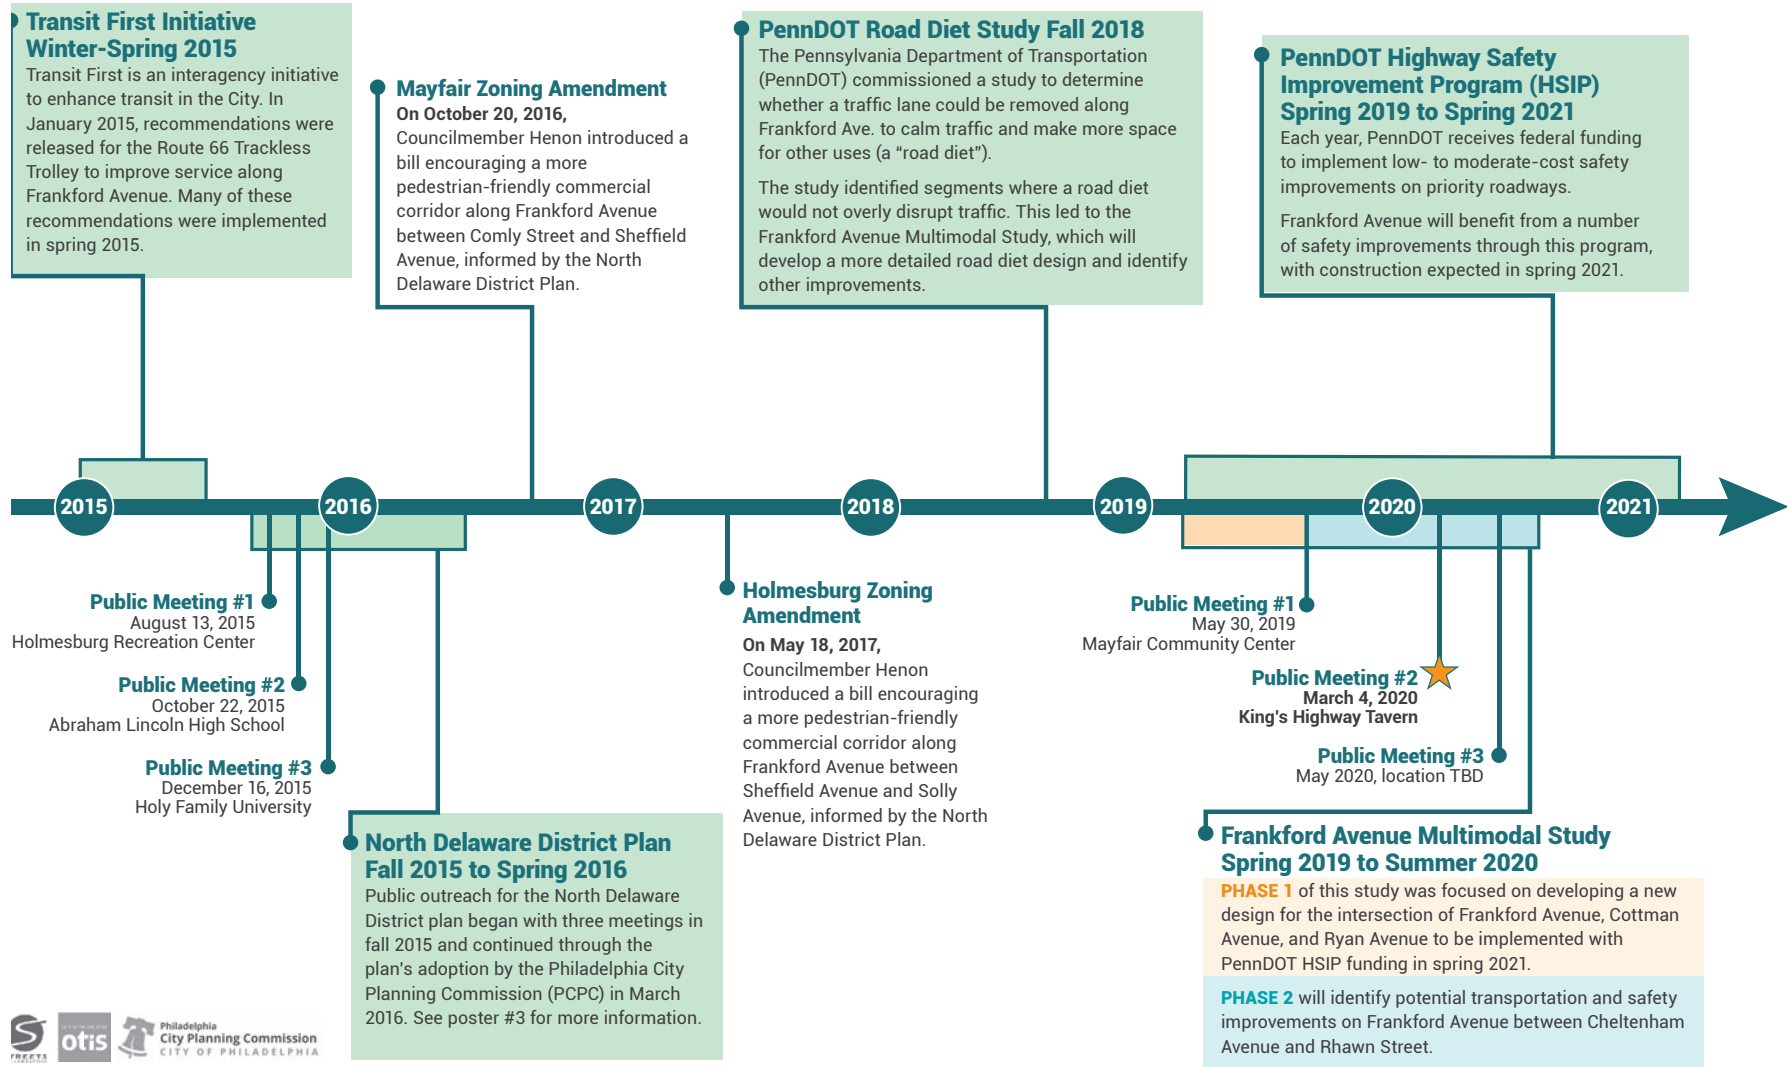 Transit First Initiative
Winter-Spring 2015
Transit First is an interagency initiative
to enhance transit in the City. In
January 2015, recommendations were
released for the Route 66 Trackless
Trolley to improve service along
Frankford Avenue. Many of these
recommendations were implemented
in spring 2015.
Mayfair Zoning Amendment
On October 20, 2016,
Councilmember Henon introduced a
bill encouraging a more
pedestrian-friendly commercial
corridor along Frankford Avenue
between Comly Street and Sheffield
Avenue, informed by the North
Delaware District Plan.
PennDOT Road Diet Study Fall 2018
The Pennsylvania Department of Transportation
(PennDOT) commissioned a study to determine
whether a traffic lane could be removed along
Frankford Ave. to calm traffic and make more space
for other uses (a “road diet”).
The study identified segments where a road diet
would not overly disrupt traffic. This led to the
Frankford Avenue Multimodal Study, which will
develop a more detailed road diet design and identify
other improvements.
PennDOT Highway Safety
Improvement Program (HSIP)
Spring 2019 to Spring 2021
Each year, PennDOT receives federal funding
to implement low- to moderate-cost safety
improvements on priority roadways.
Frankford Avenue will benefit from a number
of safety improvements through this program,
with construction expected in spring 2021.
2015
2016
2017
2018
2019
2020
2021
Public Meeting #1
August 13, 2015
Holmesburg Recreation Center
Public Meeting #2
October 22, 2015
Abraham Lincoln High School
Public Meeting #3
December 16, 2015
Holy Family University
North Delaware District Plan
Fall 2015 to Spring 2016
Public outreach for the North Delaware
District plan began with three meetings in
fall 2015 and continued through the
plan's adoption by the Philadelphia City
Planning Commission (PCPC) in March
2016. See poster #3 for more information.
Holmesburg Zoning
Amendment
On May 18, 2017,
Councilmember Henon
introduced a bill encouraging
a more pedestrian-friendly
commercial corridor along
Frankford Avenue between
Sheffield Avenue and Solly
Avenue, informed by the North
Delaware District Plan.
Public Meeting #1
May 30, 2019
Mayfair Community Center
Public Meeting #2
March 4, 2020
King's Highway Tavern
Public Meeting #3
May 2020, location TBD
Frankford Avenue Multimodal Study
Spring 2019 to Summer 2020
PHASE 1 of this study was focused on developing a new
design for the intersection of Frankford Avenue, Cottman
Avenue, and Ryan Avenue to be implemented with
PennDOT HSIP funding in spring 2021.
PHASE 2 will identify potential transportation and safety
improvements on Frankford Avenue between Cheltenham
Avenue and Rhawn Street.
TREETS
otis
Philadelphia
City Planning Commission
CITY OF PHILADELPHIA